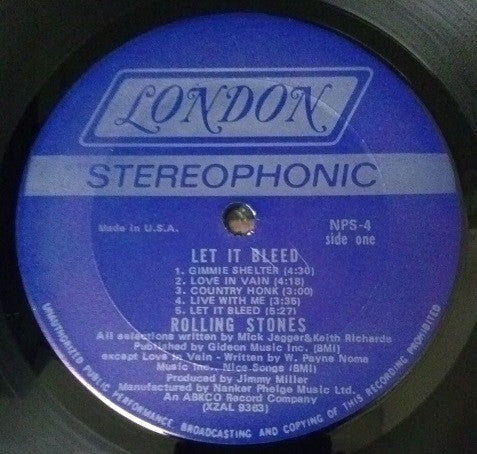 LONDON
STEREOPHONIC
Made in U.S.A.
NPS-4
side one
LET IT BLEED
1. GIMMIE SHELTER (4:30)
2. LOVE IN VAIN (4:18)
3. COUNTRY HONK (3:00)
4. LIVE WITH ME (3:35)
5. LET IT BLEED (5:27)
ROLLING STONES
All selections written by Mick Jagger&Keith Richards
Published by Gideon Music Inc. (BMI)
except Love in Vain - Written by W. Payne Noma
Music Inc., Nice Songs (BMI)
Produced by Jimmy Miller
Manufactured by Nanker Phelge Music Ltd.
An ABKCO Record Company
(XZAL 9363)
UNAUTHORIZED PUBLIC PERFORMANCE, BROADCASTING AND COPYING OF THIS RECORD PROHIBITED